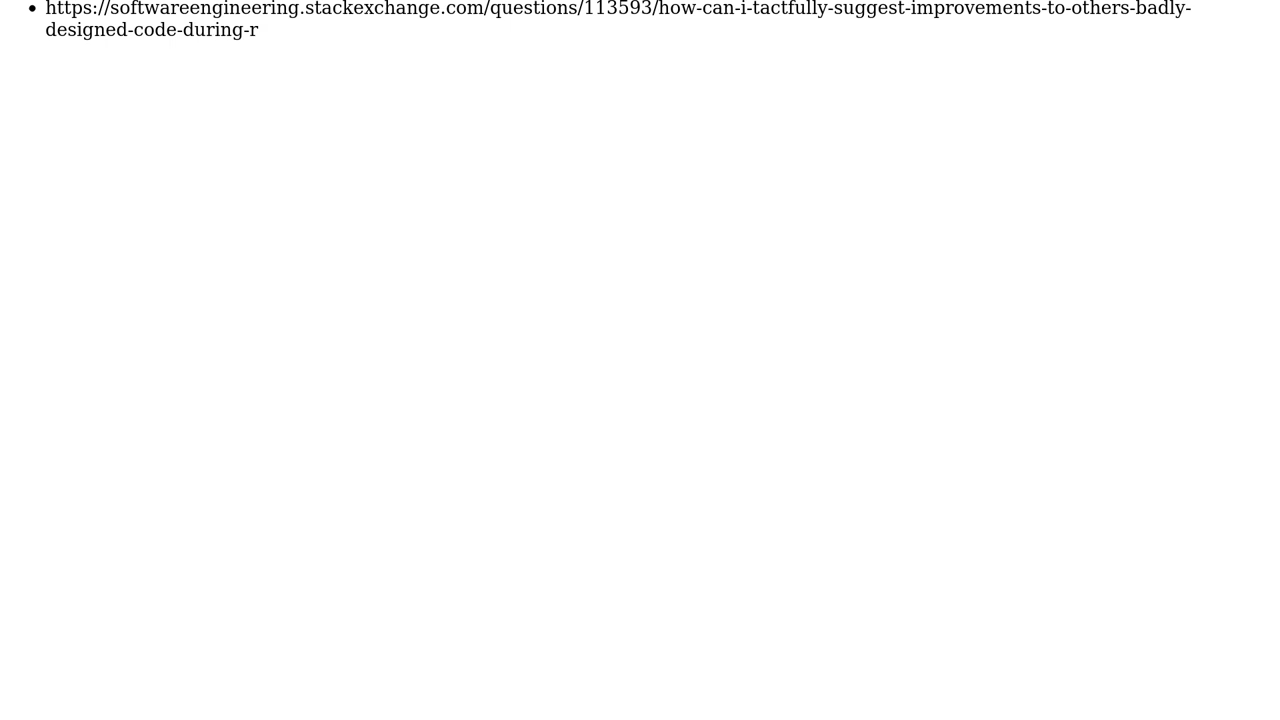 • https://softwareengineering.stackexchange.com/questions/113593/how-can-i-tactfully-suggest-improvements-to-others-badly-
designed-code-during-r